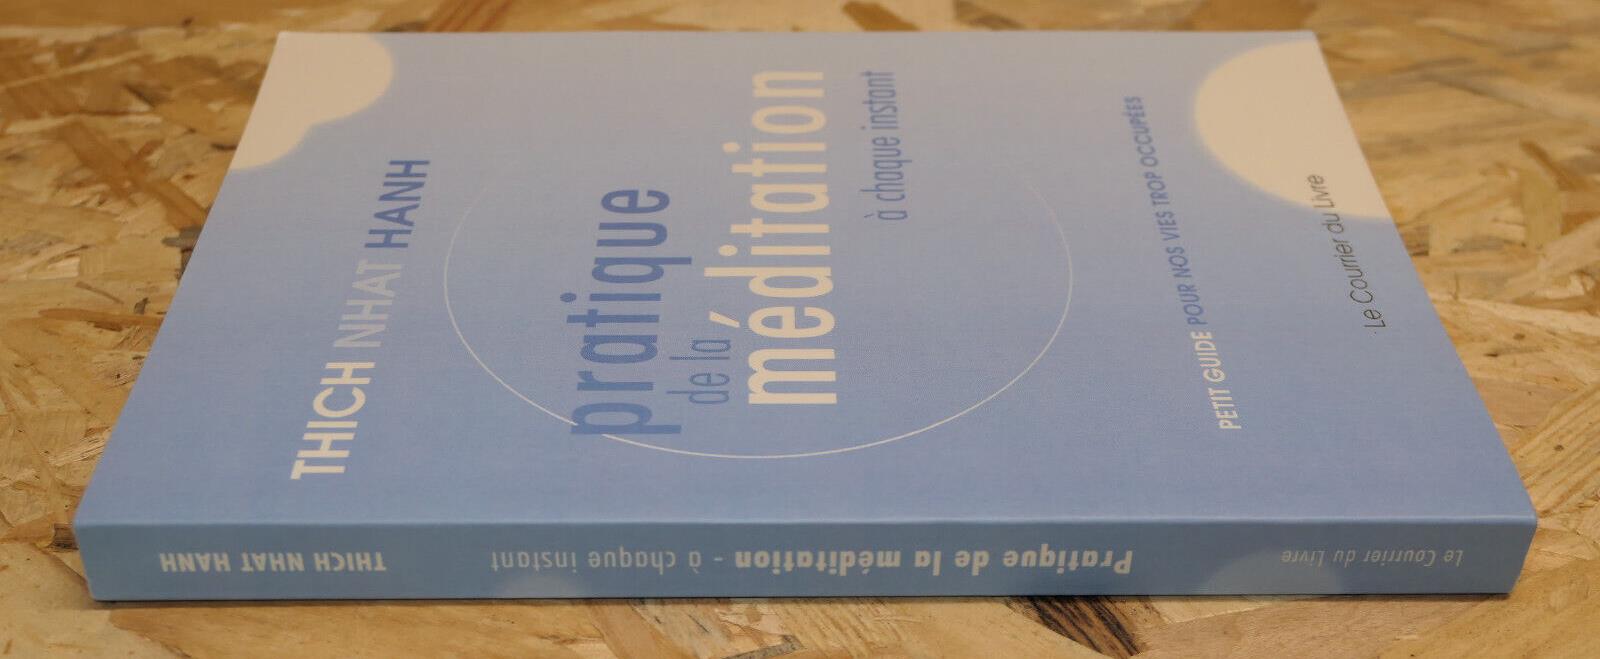 THICH NHAT HANH
pratique
de la
méditation
à chaque instant
PETIT GUIDE POUR NOS VIES TROP OCCUPÉES
Le Courrier du Livre
Le Courrier du Livre
Pratique de la méditation - à chaque instant
THICH NHAT HANH